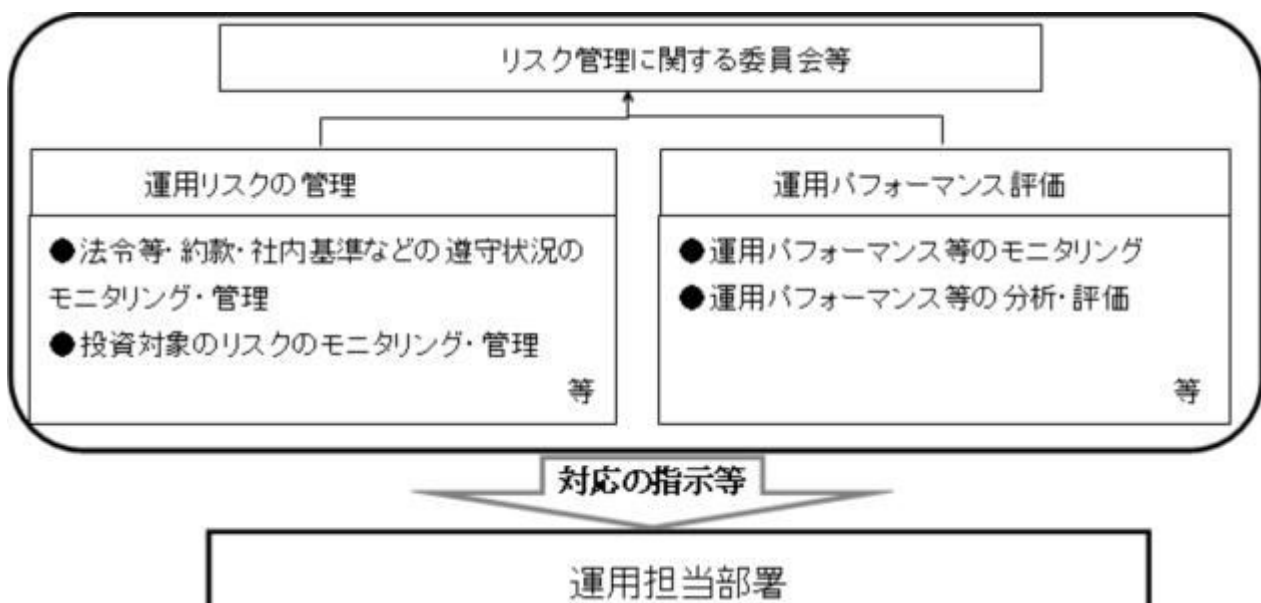 リスク管理に関する委員会等
運用リスクの管理
●法令等・約款・社内基準などの遵守状況の
モニタリング・管理
●投資対象のリスクのモニタリング・管理
等
運用パフォーマンス評価
●運用パフォーマンス等のモニタリング
●運用パフォーマンス等の分析・評価
等
対応の指示等
運用担当部署